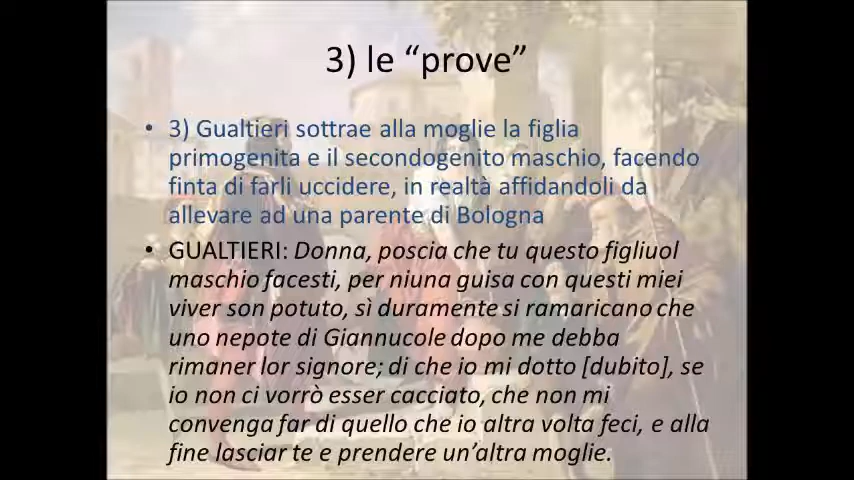 3) le “prove”
• 3) Gualtieri sottrae alla moglie la figlia
primogenita e il secondogenito maschio, facendo
finta di farli uccidere, in realtà affidandoli da
allevare ad una parente di Bologna
• GUALTIERI: Donna, poscia che tu questo figliuol
maschio facesti, per niuna guisa con questi miei
viver son potuto, sì duramente si ramaricano che
uno nepote di Giannucole dopo me debba
rimaner lor signore; di che io mi dotto [dubito], se
io non ci vorrò esser cacciato, che non mi
convenga far di quello che io altra volta feci, e alla
fine lasciar te e prendere un’altra moglie.